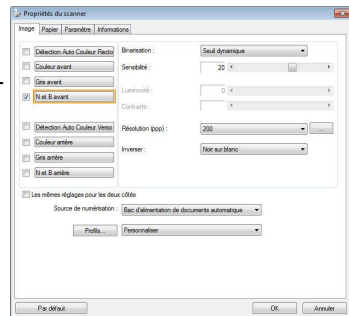 Propriétés du scanner
Image Papier Paramètre Informations
Détection Auto Couleur Recto
Couleur avant
Gris avant
N et B avant
Détection Auto Couleur Verso
Couleur arrière
Gris arrière
N et B arrière
Binarisation : Seuil dynamique
Sensibilité : 20
Luminosité : 0
Contraste : 0
Résolution (ppp) : 200 ...
Inverser : Noir sur blanc
Les mêmes réglages pour les deux côtés
Source de numérisation : Bac d'alimentation de documents automatique
Profils... Personnaliser
Par défaut OK Annuler